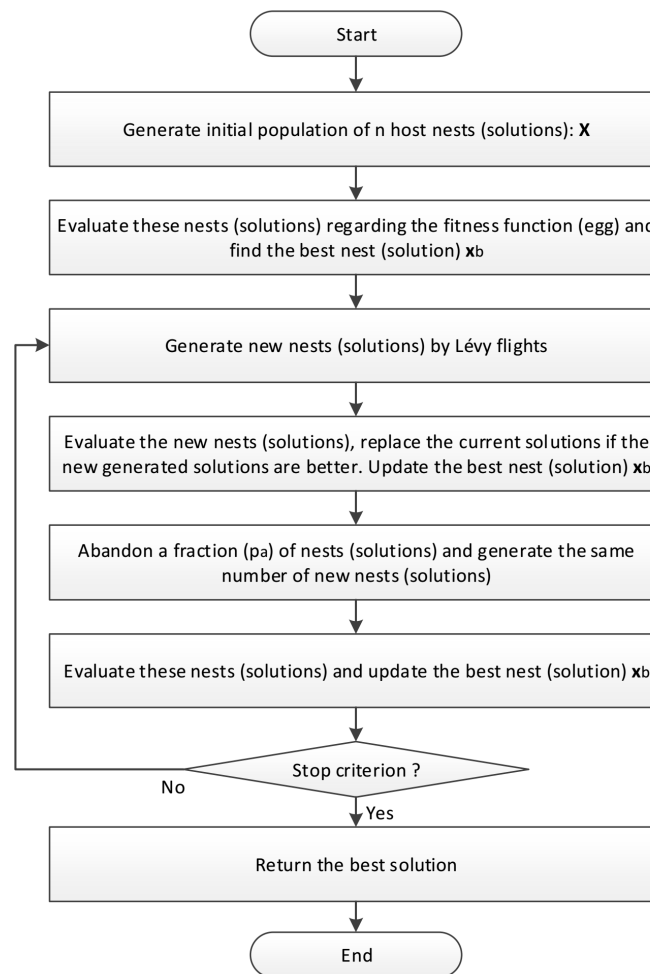 Start
Generate initial population of n host nests (solutions): X
Evaluate these nests (solutions) regarding the fitness function (egg) and
find the best nest (solution) xb
Generate new nests (solutions) by Lévy flights
Evaluate the new nests (solutions), replace the current solutions if the
new generated solutions are better. Update the best nest (solution) xb
Abandon a fraction (pa) of nests (solutions) and generate the same
number of new nests (solutions)
Evaluate these nests (solutions) and update the best nest (solution) xb
Stop criterion ?
No
Yes
Return the best solution
End